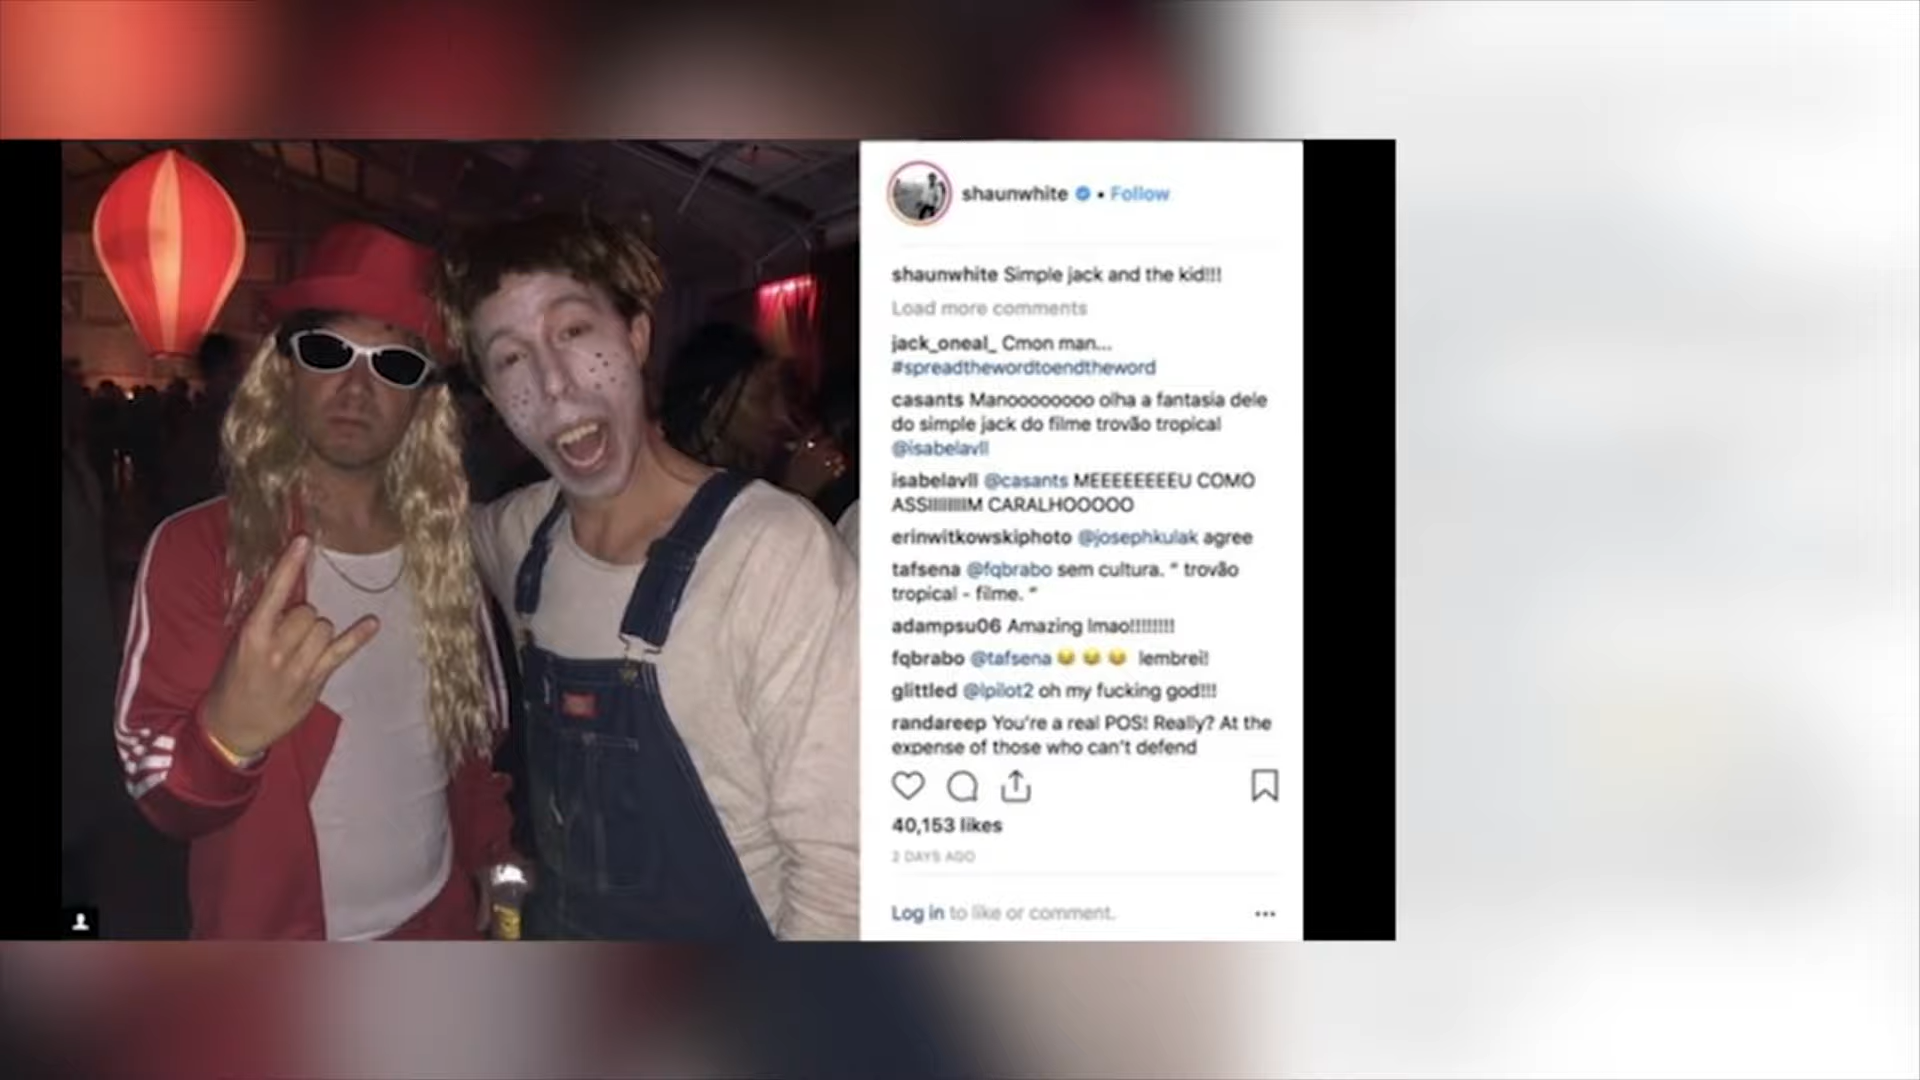 shaunwhite • Follow
shaunwhite Simple jack and the kid!!!
Load more comments
jack_oneal_ Cmon man...
#spreadthewordtoendtheword
casants Manoooooooo olha a fantasia dele
do simple jack do filme trovão tropical
@isabelavll
isabelavll @casants MEEEEEEEEU COMO
ASSIIIIIIIIIM CARALHOOOOO
erinwitkowskiphoto @josephkulak agree
tafsena @fqbrabo sem cultura. “ trovão
tropical - filme. ”
adampsu06 Amazing lmao!!!!!!!!
fqbrabo @tafsena 😂 😂 😂 lembrei!
glittled @lpilot2 oh my fucking god!!!
randareep You're a real POS! Really? At the
expense of those who can't defend
40,153 likes
2 DAYS AGO
Log in to like or comment.